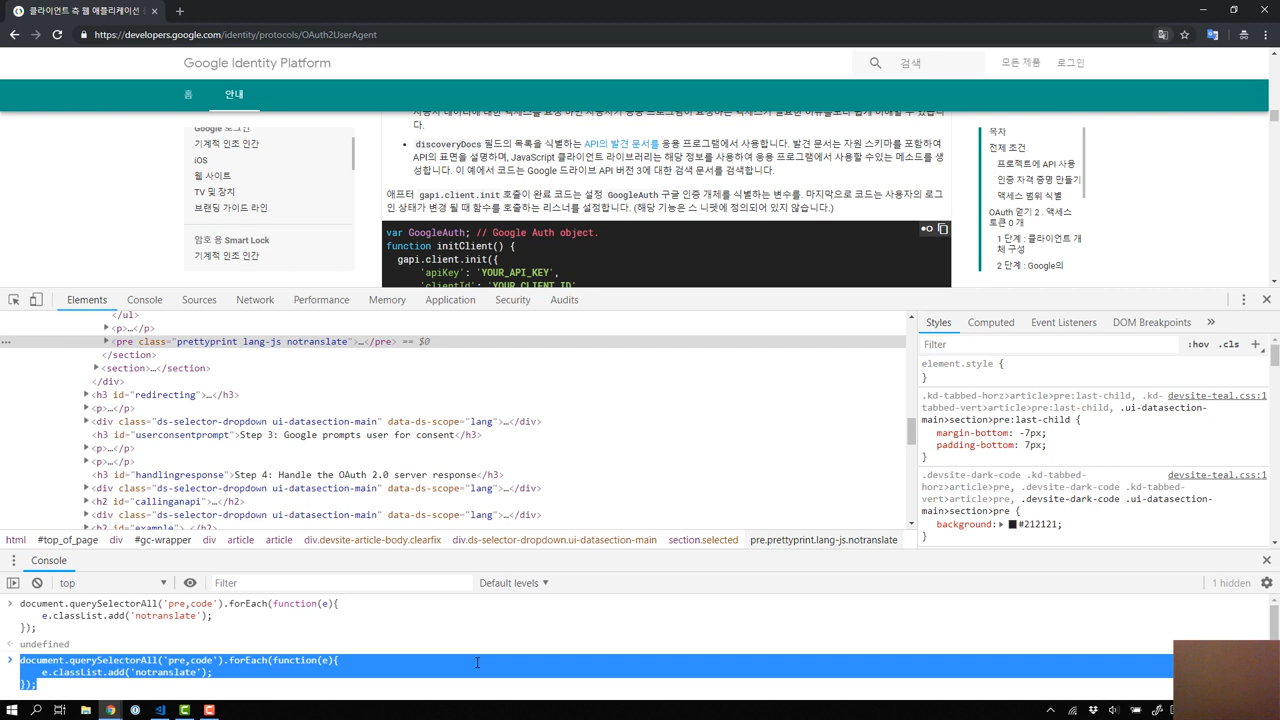 클라이언트 측 웹 애플리케이션
https://developers.google.com/identity/protocols/OAuth2UserAgent
Google Identity Platform
검색
모든 제품
로그인
홈
안내
Google 로그인
기계적 인조 인간
iOS
웹 사이트
TV 및 장치
브랜딩 가이드 라인
암호 용 Smart Lock
기계적 인조 인간
다.
discoveryDocs 필드의 목록을 식별하는 API의 발견 문서를 응용 프로그램에서 사용합니다. 발견 문서는 자원 스키마를 포함하여
API의 표면을 설명하며, JavaScript 클라이언트 라이브러리는 해당 정보를 사용하여 응용 프로그램에서 사용할 수있는 메소드를 생
성합니다. 이 예에서 코드는 Google 드라이브 API 버전 3에 대한 검색 문서를 검색합니다.
애프터 gapi.client.init 호출이 완료 코드는 설정 GoogleAuth 구글 인증 개체를 식별하는 변수를. 마지막으로 코드는 사용자의 로그
인 상태가 변경 될 때 함수를 호출하는 리스너를 설정합니다. (해당 기능은 스 니펫에 정의되어 있지 않습니다.)
var GoogleAuth; // Google Auth object.
function initClient() {
gapi.client.init({
'apiKey': 'YOUR_API_KEY',
'clientId': 'YOUR_CLIENT_ID'
목차
전제 조건
프로젝트에 API 사용
인증 자격 증명 만들기
액세스 범위 식별
OAuth 얻기 2 . 액세스
토큰 0 개
1 단계 : 클라이언트 개
체 구성
2 단계 : Google의
Elements
Console
Sources
Network
Performance
Memory
Application
Security
Audits
</ul>
<p>…</p>
<pre class="prettyprint lang-js notranslate">…</pre> == $0
</section>
<section>…</section>
</div>
<h3 id="redirecting">…</h3>
<p>…</p>
<div class="ds-selector-dropdown ui-datasection-main" data-ds-selector="lang">…</div>
<h3 id="userconsentprompt">Step 3: Google prompts user for consent</h3>
<p>…</p>
<p>…</p>
<h3 id="handlingresponse">Step 4: Handle the OAuth 2.0 server response</h3>
<div class="ds-selector-dropdown ui-datasection-main" data-ds-selector="lang">…</div>
<h2 id="callinganapi">…</h2>
<div class="ds-selector-dropdown ui-datasection-main" data-ds-selector="lang">…</div>
<h2 id="example">…</h2>
html #top_of_page div #gc-wrapper div article article div.devsite-article-body.clearfix div.ds-selector-dropdown.ui-datasection-main section.selected pre.prettyprint.lang-js.notranslate
Styles
Computed
Event Listeners
DOM Breakpoints
»
Filter
:hov .cls +
element.style {
}
.kd-tabbed-horz>article>pre:last-child, .kd- devsite-teal.css:1
tabbed-vert>article>pre:last-child, .ui-datasection-
main>section>pre:last-child {
margin-bottom: -7px;
padding-bottom: 7px;
}
.devsite-dark-code .kd-tabbed- devsite-teal.css:1
horz>article>pre, .devsite-dark-code .kd-tabbed-
vert>article>pre, .devsite-dark-code .ui-datasection-
main>section>pre {
background: #212121;
}
Console
top
Filter
Default levels
1 hidden
document.querySelectorAll('pre,code').forEach(function(e){
e.classList.add('notranslate');
});
undefined
document.querySelectorAll('pre,code').forEach(function(e){
e.classList.add('notranslate');
});